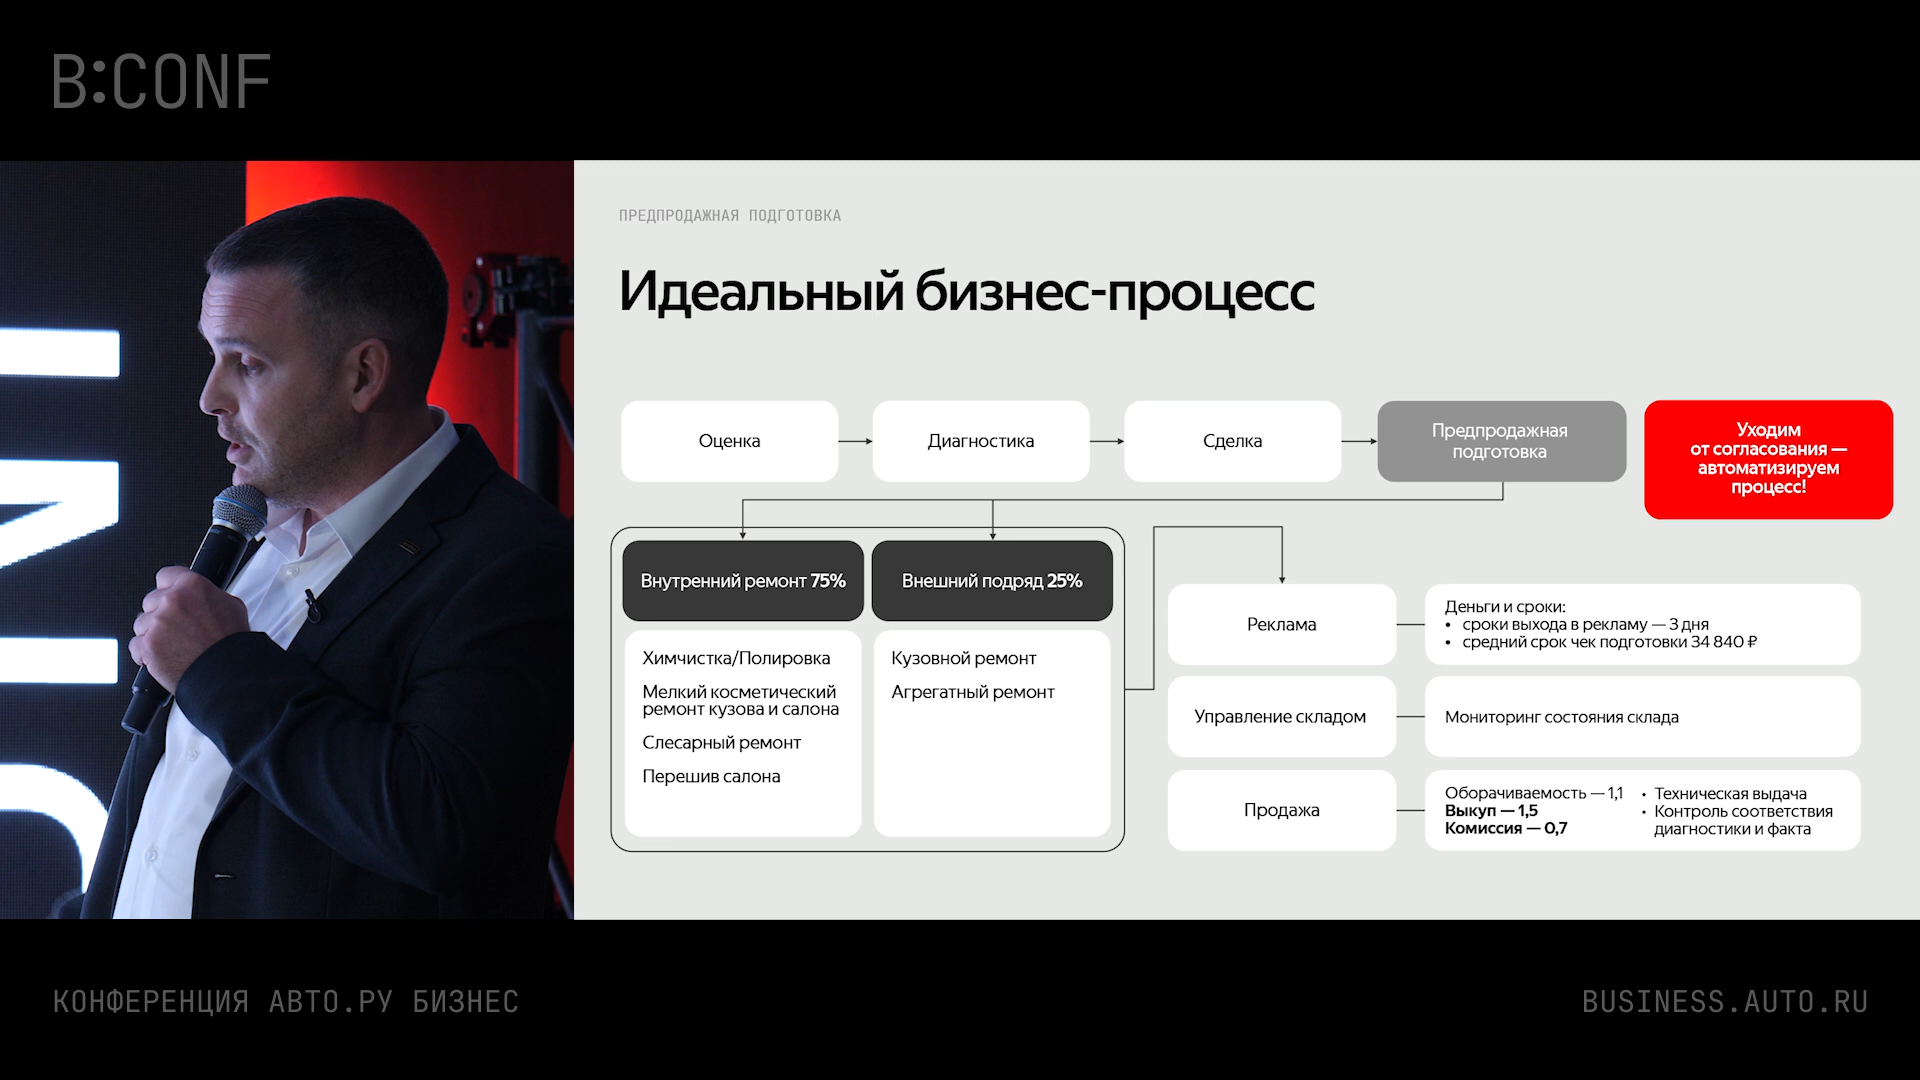 B:CONF
ПРЕДПРОДАЖНАЯ ПОДГОТОВКА
Идеальный бизнес-процесс
Оценка
Диагностика
Сделка
Предпродажная
подготовка
Уходим
от согласования —
автоматизируем
процесс!
Внутренний ремонт 75%
Химчистка/Полировка
Мелкий косметический
ремонт кузова и салона
Слесарный ремонт
Перешив салона
Внешний подряд 25%
Кузовной ремонт
Агрегатный ремонт
Реклама
Деньги и сроки:
• сроки выхода в рекламу — 3 дня
• средний срок чек подготовки 34 840 ₽
Управление складом
Мониторинг состояния склада
Продажа
Оборачиваемость — 1,1
Выкуп — 1,5
Комиссия — 0,7
• Техническая выдача
• Контроль соответствия
диагностики и факта
КОНФЕРЕНЦИЯ АВТО.РУ БИЗНЕС
BUSINESS.AUTO.RU